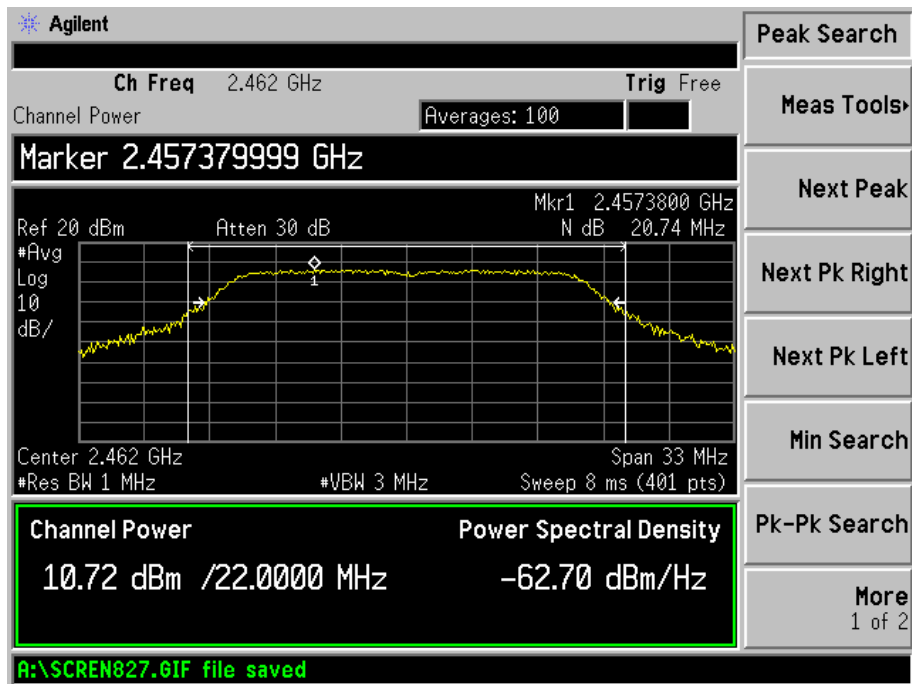 Agilent
Ch Freq 2.462 GHz Trig Free
Channel Power Averages: 100
Marker 2.457379999 GHz
Mkr1 2.4573800 GHz
Ref 20 dBm Atten 30 dB N dB 20.74 MHz
#Avg
Log
10
dB/
1
Center 2.462 GHz Span 33 MHz
#Res BW 1 MHz #VBW 3 MHz Sweep 8 ms (401 pts)
Channel Power Power Spectral Density
10.72 dBm /22.0000 MHz -62.70 dBm/Hz
A:\SCREN827.GIF file saved
Peak Search
Meas Tools▸
Next Peak
Next Pk Right
Next Pk Left
Min Search
Pk-Pk Search
More
1 of 2